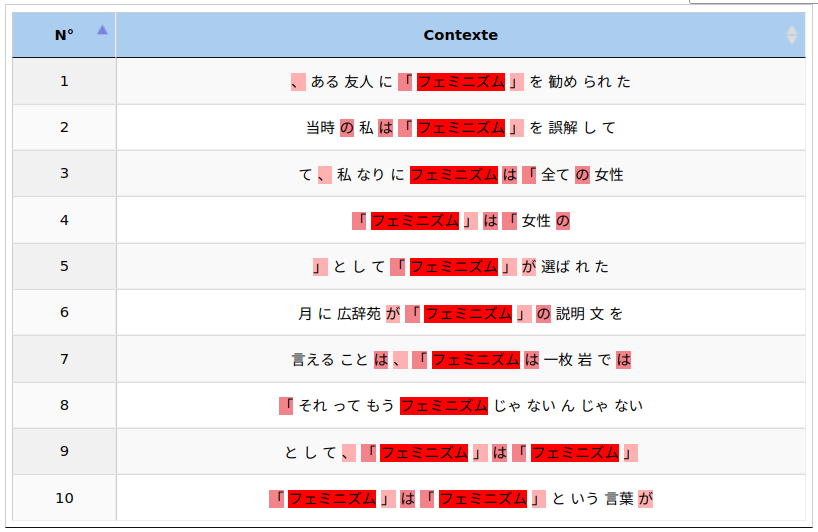 N° Contexte
1 、 ある 友人 に 「 フェミニズム 」 を 勧め られ た
2 当時 の 私 は 「 フェミニズム 」 を 誤解 し て
3 て 、 私 なり に フェミニズム は 「 全て の 女性
4 「 フェミニズム 」 は 「 女性 の
5 」 と し て 「 フェミニズム 」 が 選ば れ た
6 月 に 広辞苑 が 「 フェミニズム 」 の 説明 文 を
7 言える こと は 、 「 フェミニズム は 一枚 岩 で は
8 「 それ って もう フェミニズム じゃ ない ん じゃ ない
9 と し て 、 「 フェミニズム 」 は 「 フェミニズム 」
10 「 フェミニズム 」 は 「 フェミニズム 」 と いう 言葉 が